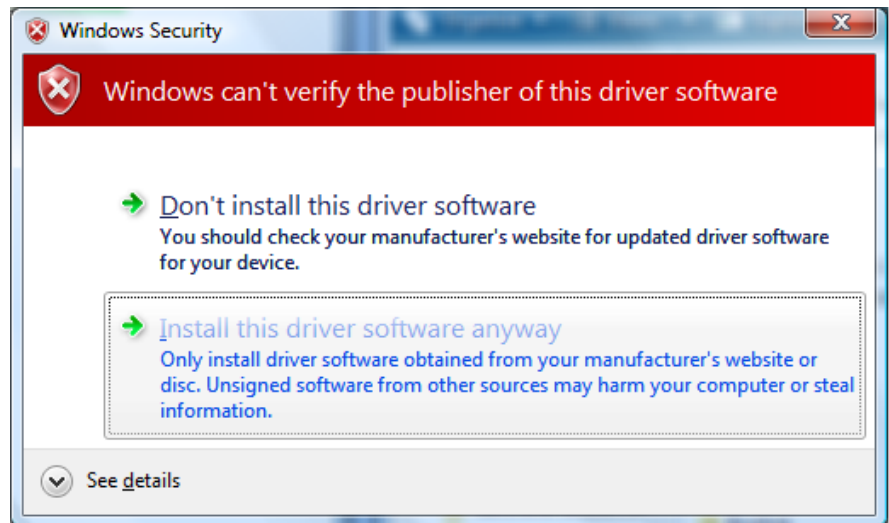 Windows Security
Windows can't verify the publisher of this driver software
Don't install this driver software
You should check your manufacturer's website for updated driver software
for your device.
Install this driver software anyway
Only install driver software obtained from your manufacturer's website or
disc. Unsigned software from other sources may harm your computer or steal
information.
See details